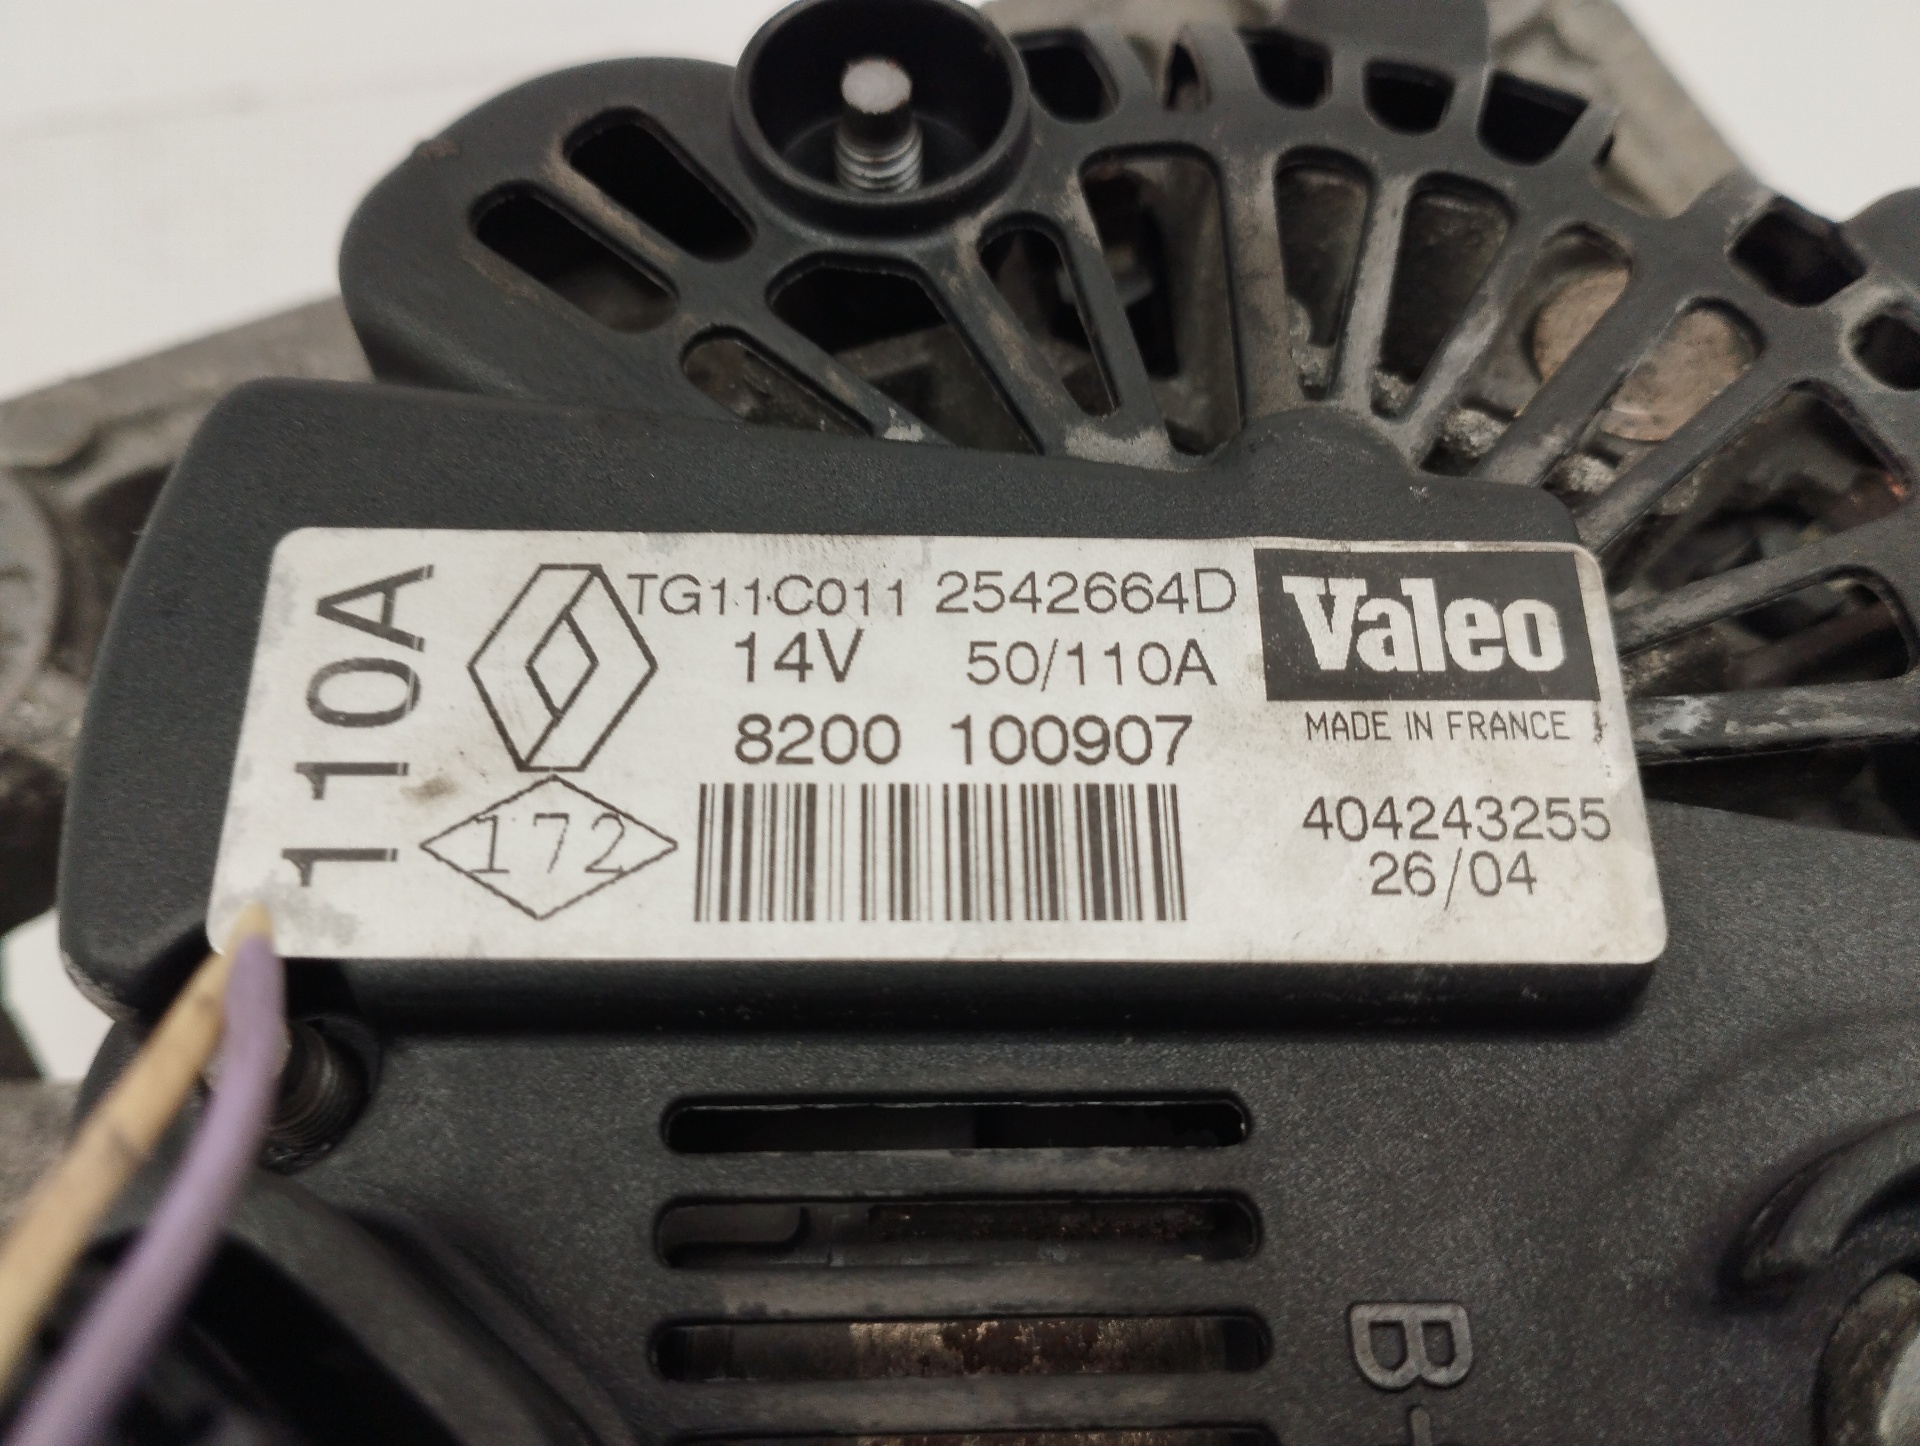 110A
TG11C011 2542664D
14V 50/110A
8200 100907
172
Valeo
MADE IN FRANCE
404243255
26/04
B